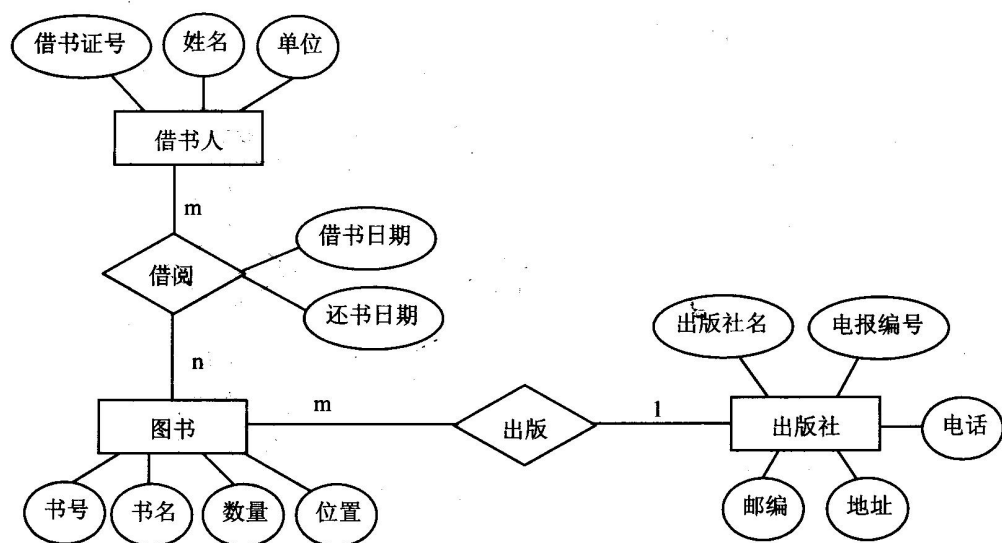 借书证号
姓名
单位
借书人
m
借书日期
借阅
还书日期
n
出版社名
电报编号
图书
m
出版
1
出版社
电话
书号
书名
数量
位置
邮编
地址